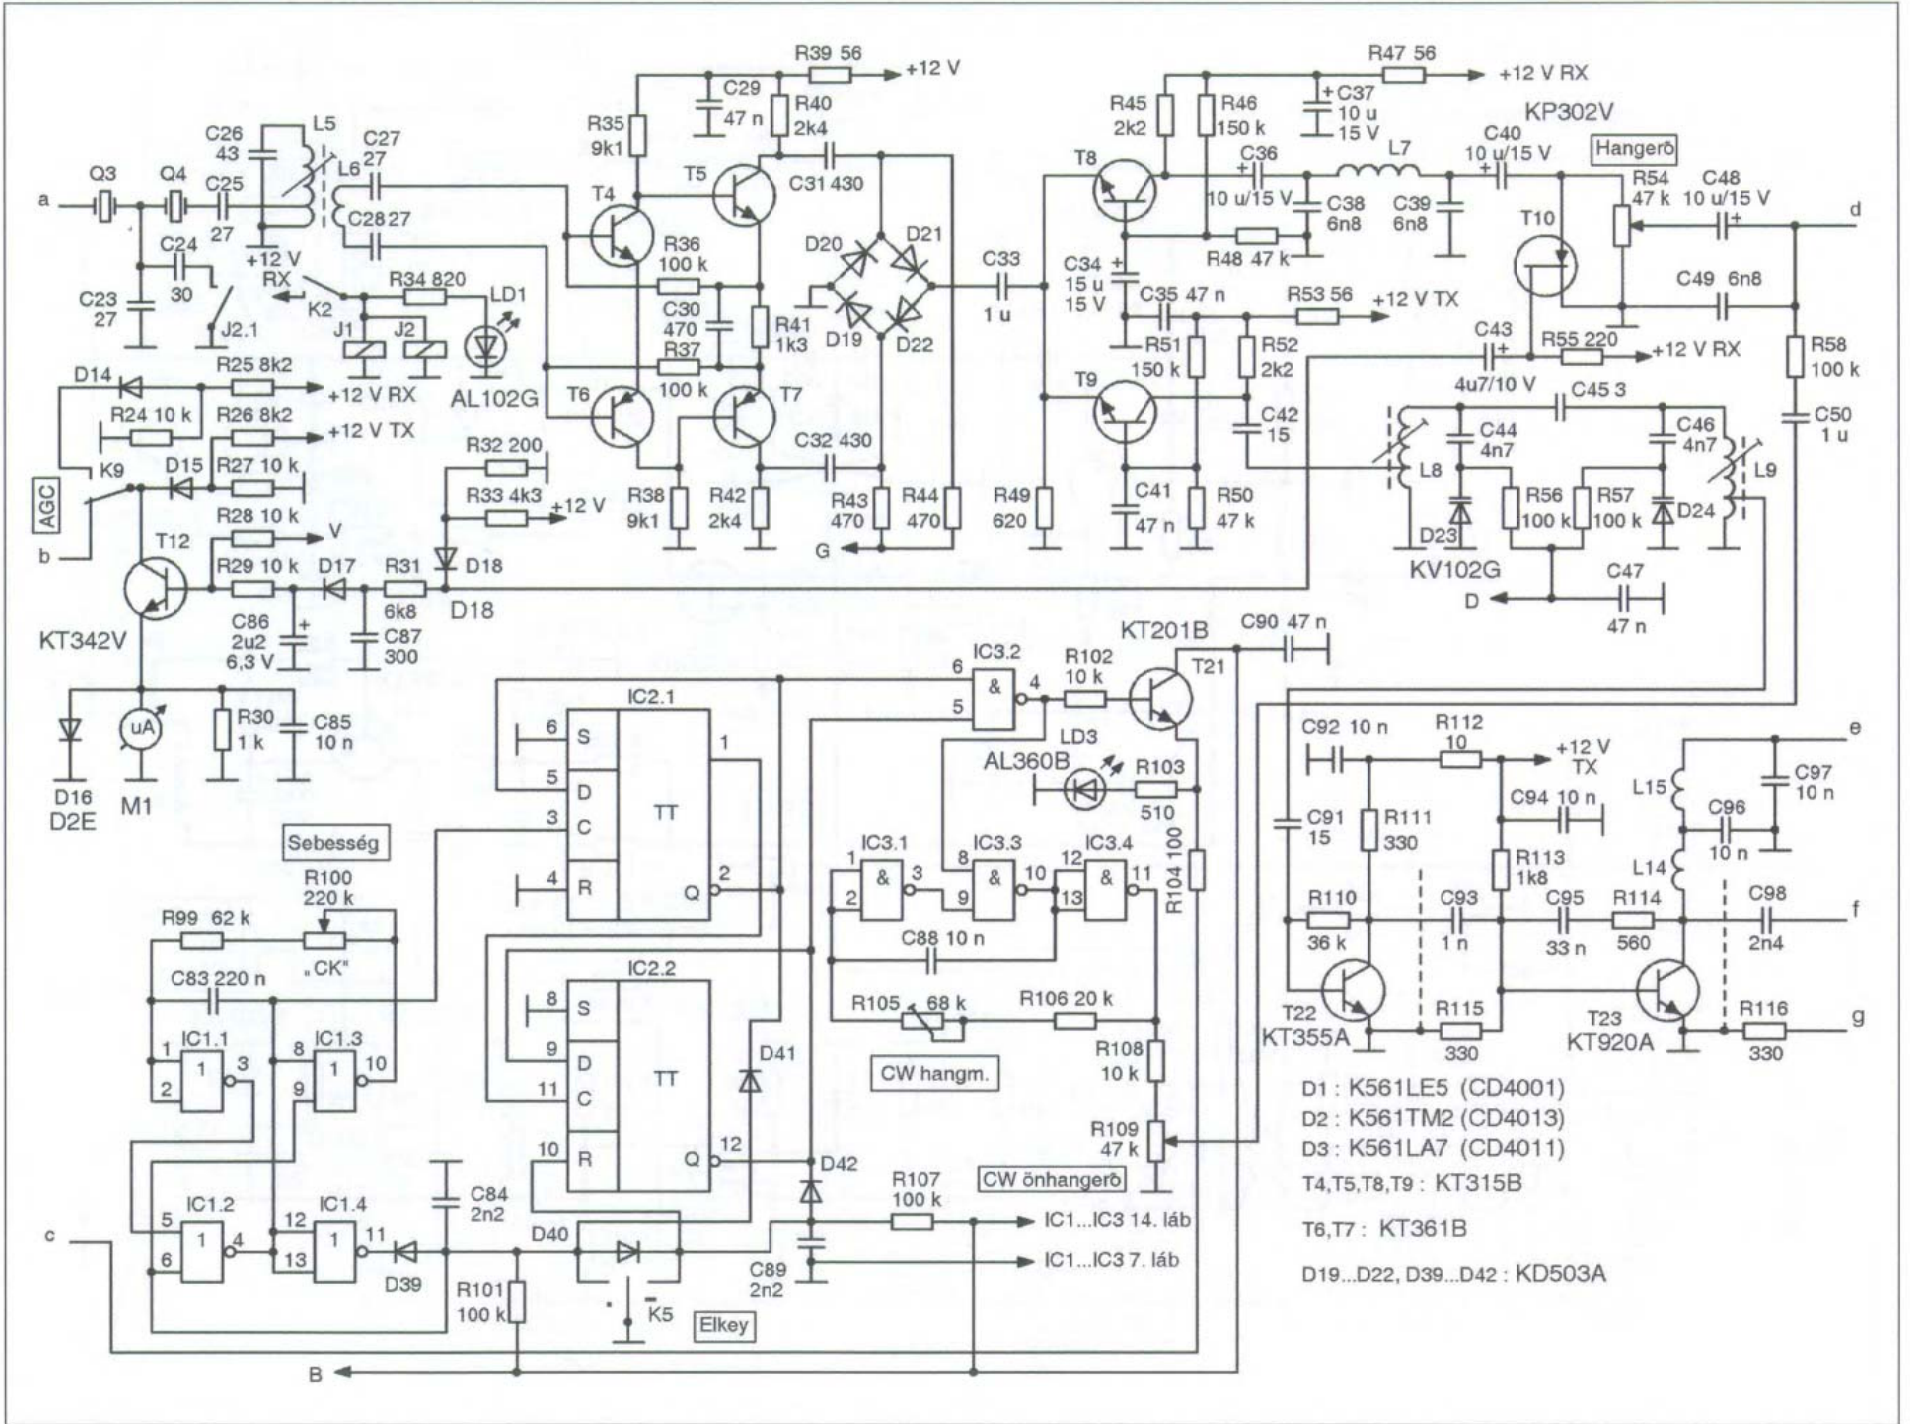 R39 56
+12 V
R47 56
+12 V RX
C29
47 n
R40
2k4
R35
9k1
R45
2k2
R46
150 k
+
C37
10 u
15 V
KP302V
C26
43
L5
C27
27
L6
T5
T4
C31 430
T8
C36
+
10 u/15 V
L7
C40
10 u/15 V
+
Hangerő
R54
47 k
C48
10 u/15 V
+
d
Q3
Q4
C25
27
a
C28 27
C38
6n8
C39
6n8
T10
C24
30
+12 V
RX
R34 820
LD1
K2
R36
100 k
D20
D21
C33
1 u
R48 47 k
C34
+
15 u
15 V
C35 47 n
R53 56
+12 V TX
C49 6n8
C23
27
J2.1
J1
J2
C30
470
R41
1k3
D19
D22
R51
150 k
R52
2k2
C43
+
4u7/10 V
R55 220
+12 V RX
R58
100 k
D14
R25 8k2
+12 V RX
AL102G
R37
100 k
T6
T7
T9
C42
15
C45 3
C50
1 u
R24 10 k
R26 8k2
+12 V TX
C44
4n7
C46
4n7
L8
L9
K9
D15
R27 10 k
R32 200
C32 430
AGC
R33 4k3
+12 V
R38
9k1
R42
2k4
R43
470
R44
470
R49
620
C41
47 n
R50
47 k
R56
100 k
R57
100 k
D23
D24
R28 10 k
V
T12
b
G
KV102G
R29 10 k
D17
R31
6k8
D18
D18
C47
47 n
D
KT342V
C86
2u2
6,3 V
+
C87
300
KT201B
C90 47 n
IC3.2
6
5
&
4
R102
10 k
T21
IC2.1
6
S
5
D
3
C
4
R
TT
1
2
Q
uA
R30
1 k
C85
10 n
LD3
AL360B
R103
510
C92 10 n
R112
10
+12 V
TX
e
D16
D2E
M1
L15
C97
10 n
C94 10 n
C96
10 n
C91
15
R111
330
R113
1k8
L14
Sebesség
IC3.1
1
2
&
3
IC3.3
8
9
&
10
IC3.4
12
13
&
11
R104 100
R100
220 k
R99 62 k
„CK"
R110
36 k
C93
1 n
C95
33 n
R114
560
C98
2n4
f
C88 10 n
C83 220 n
IC2.2
8
S
9
D
11
C
10
R
TT
12
Q
R105
68 k
R106 20 k
T22
KT355A
R115
330
T23
KT920A
R116
330
g
IC1.1
1
2
1
3
IC1.3
8
9
1
10
D41
CW hangm.
R108
10 k
D1 : K561LE5 (CD4001)
D2 : K561TM2 (CD4013)
D3 : K561LA7 (CD4011)
R109
47 k
D42
CW önhangerő
T4,T5,T8,T9 : KT315B
C84
2n2
R107
100 k
IC1...IC3 14. láb
T6,T7 : KT361B
IC1.2
5
6
1
4
IC1.4
12
13
1
11
c
D39
D40
C89
2n2
IC1...IC3 7. láb
D19...D22, D39...D42 : KD503A
R101
100 k
K5
Elkey
B